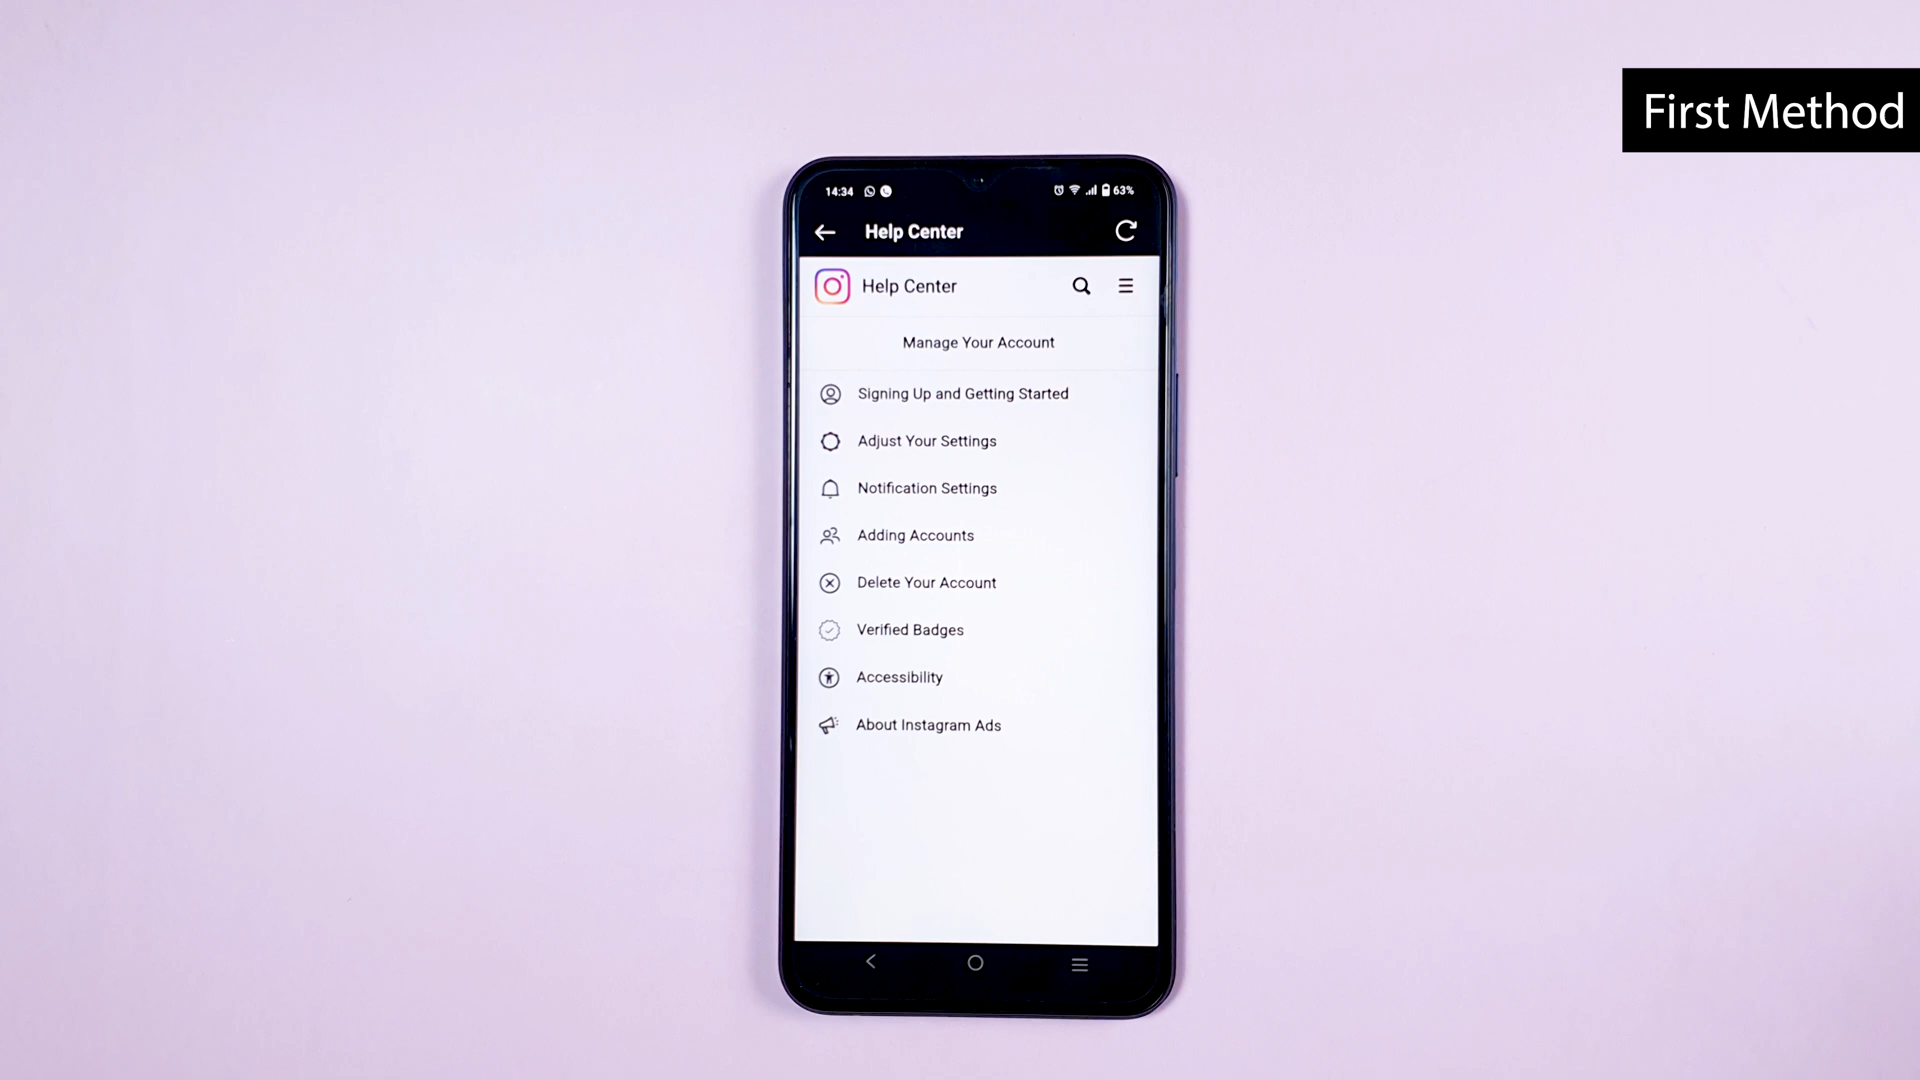 First Method
14:34
63%
Help Center
Help Center
Manage Your Account
Signing Up and Getting Started
Adjust Your Settings
Notification Settings
Adding Accounts
Delete Your Account
Verified Badges
Accessibility
About Instagram Ads